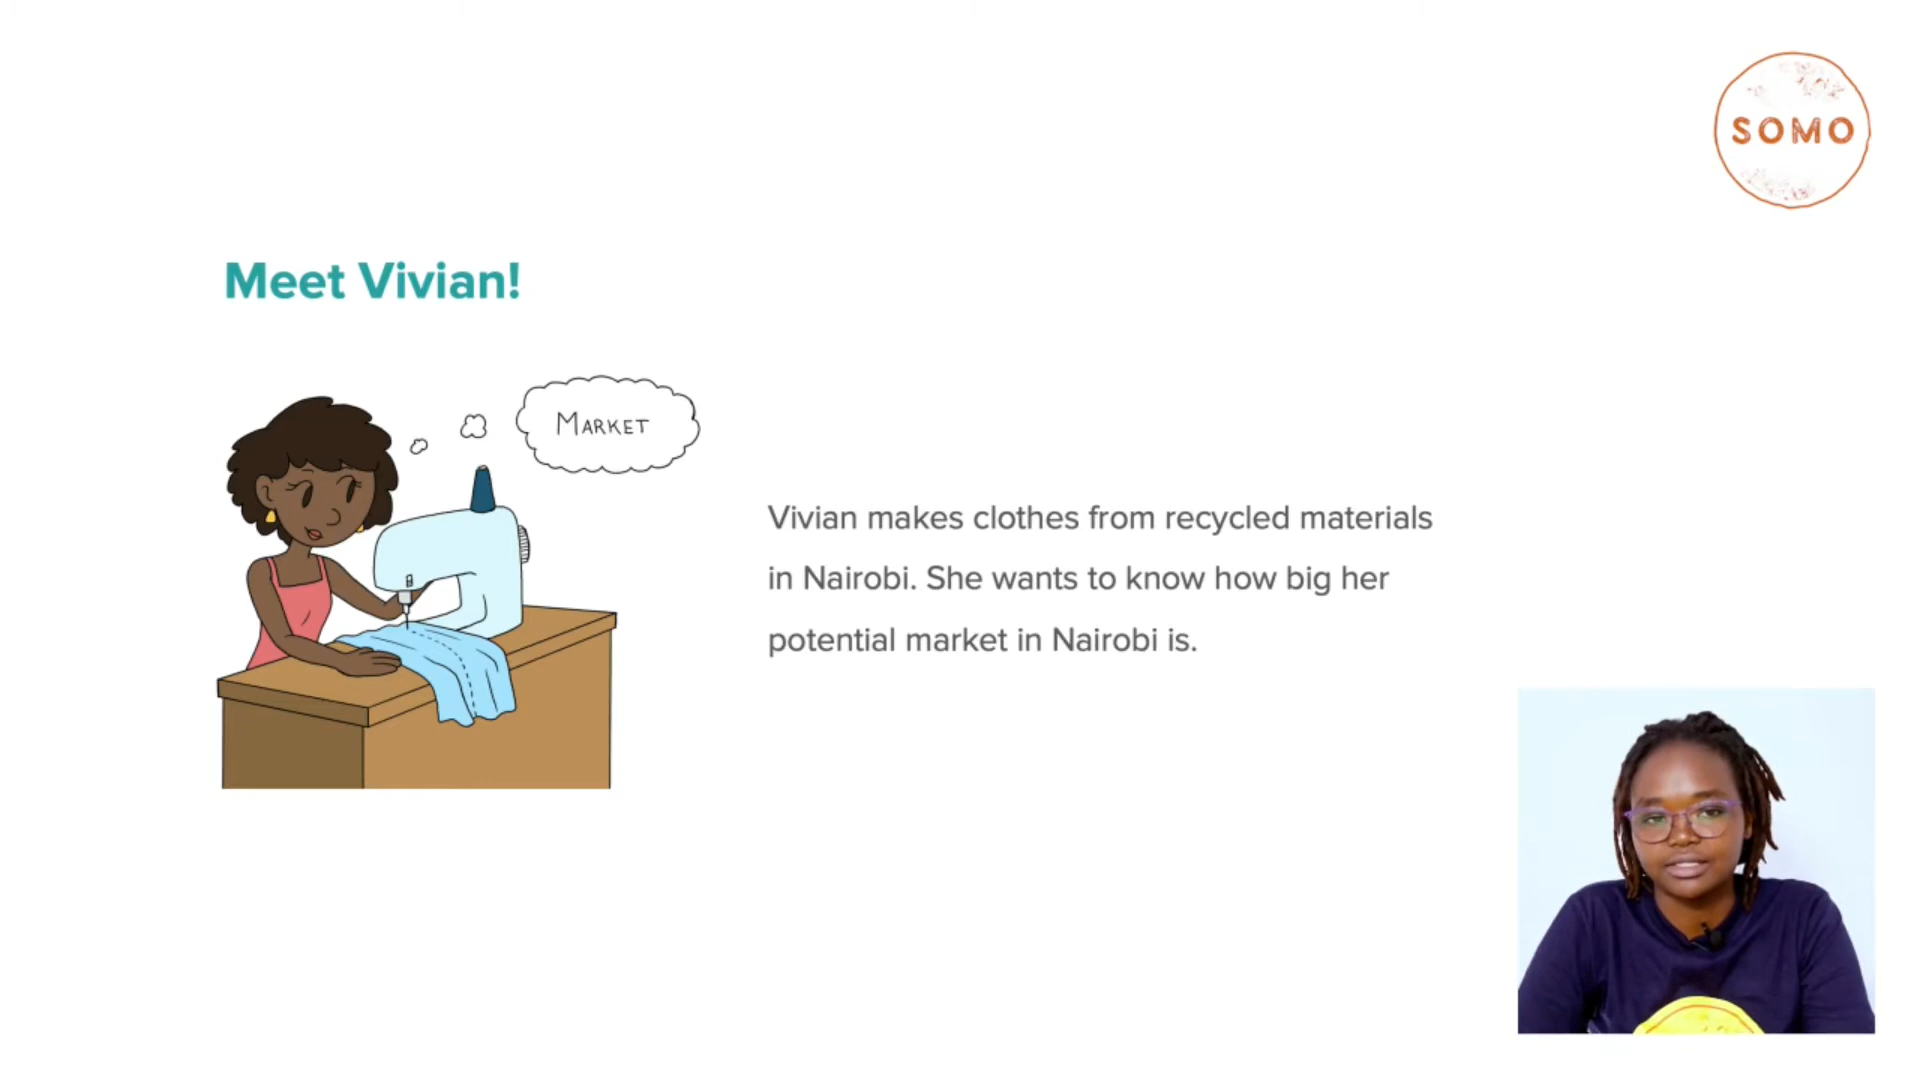 SOMO
Meet Vivian!
MARKET
Vivian makes clothes from recycled materials
in Nairobi. She wants to know how big her
potential market in Nairobi is.